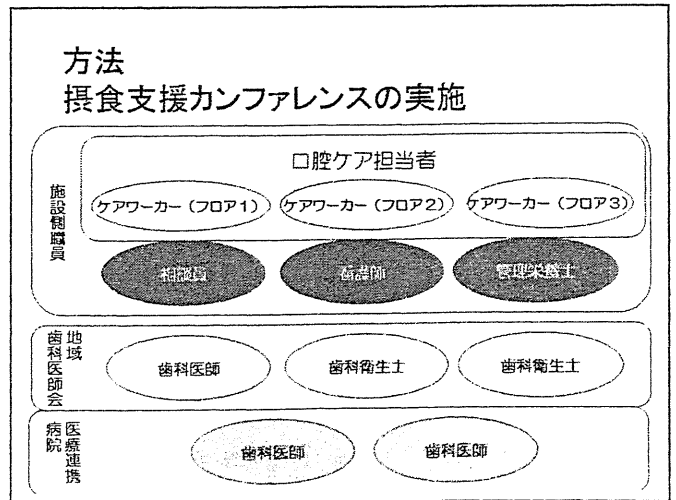 方法
摂食支援カンファレンスの実施
口腔ケア担当者
施設側職員
ケアワーカー（フロア1） ケアワーカー（フロア2） ケアワーカー（フロア3）
相談員 看護師 管理栄養士
地域歯科医師会
歯科医師 歯科衛生士 歯科衛生士
医療連携病院
歯科医師 歯科医師